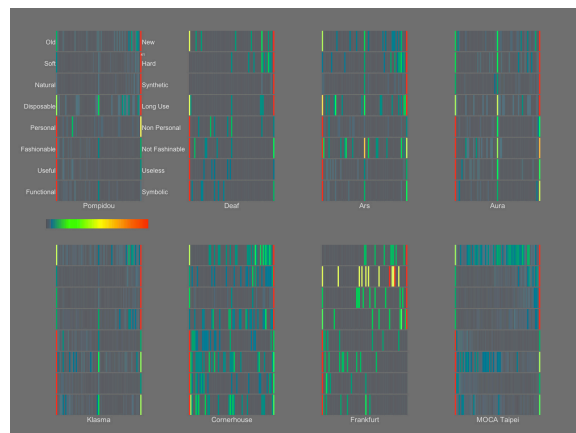 Old New
Soft Hard
Natural Synthetic
Disposable Long Use
Personal Non Personal
Fashionable Not Fashinable
Useful Useless
Functional Symbolic
Pompidou Deaf Ars Aura
Klasma Cornerhouse Frankfurt MOCA Taipei